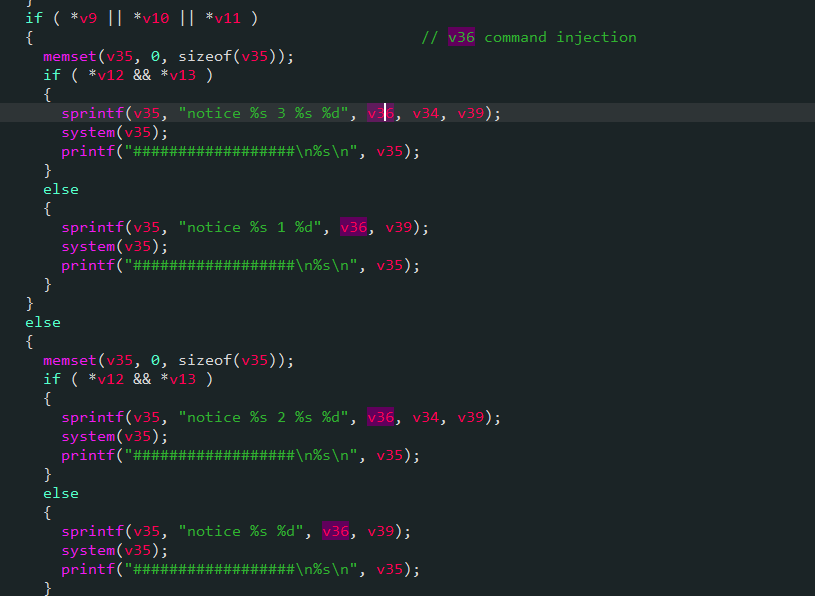 }
if ( *v9 || *v10 || *v11 )
{ // v36 command injection
memset(v35, 0, sizeof(v35));
if ( *v12 && *v13 )
{
sprintf(v35, "notice %s 3 %s %d", v36, v34, v39);
system(v35);
printf("##################\n%s\n", v35);
}
else
{
sprintf(v35, "notice %s 1 %d", v36, v39);
system(v35);
printf("##################\n%s\n", v35);
}
}
else
{
memset(v35, 0, sizeof(v35));
if ( *v12 && *v13 )
{
sprintf(v35, "notice %s 2 %s %d", v36, v34, v39);
system(v35);
printf("##################\n%s\n", v35);
}
else
{
sprintf(v35, "notice %s %d", v36, v39);
system(v35);
printf("##################\n%s\n", v35);
}